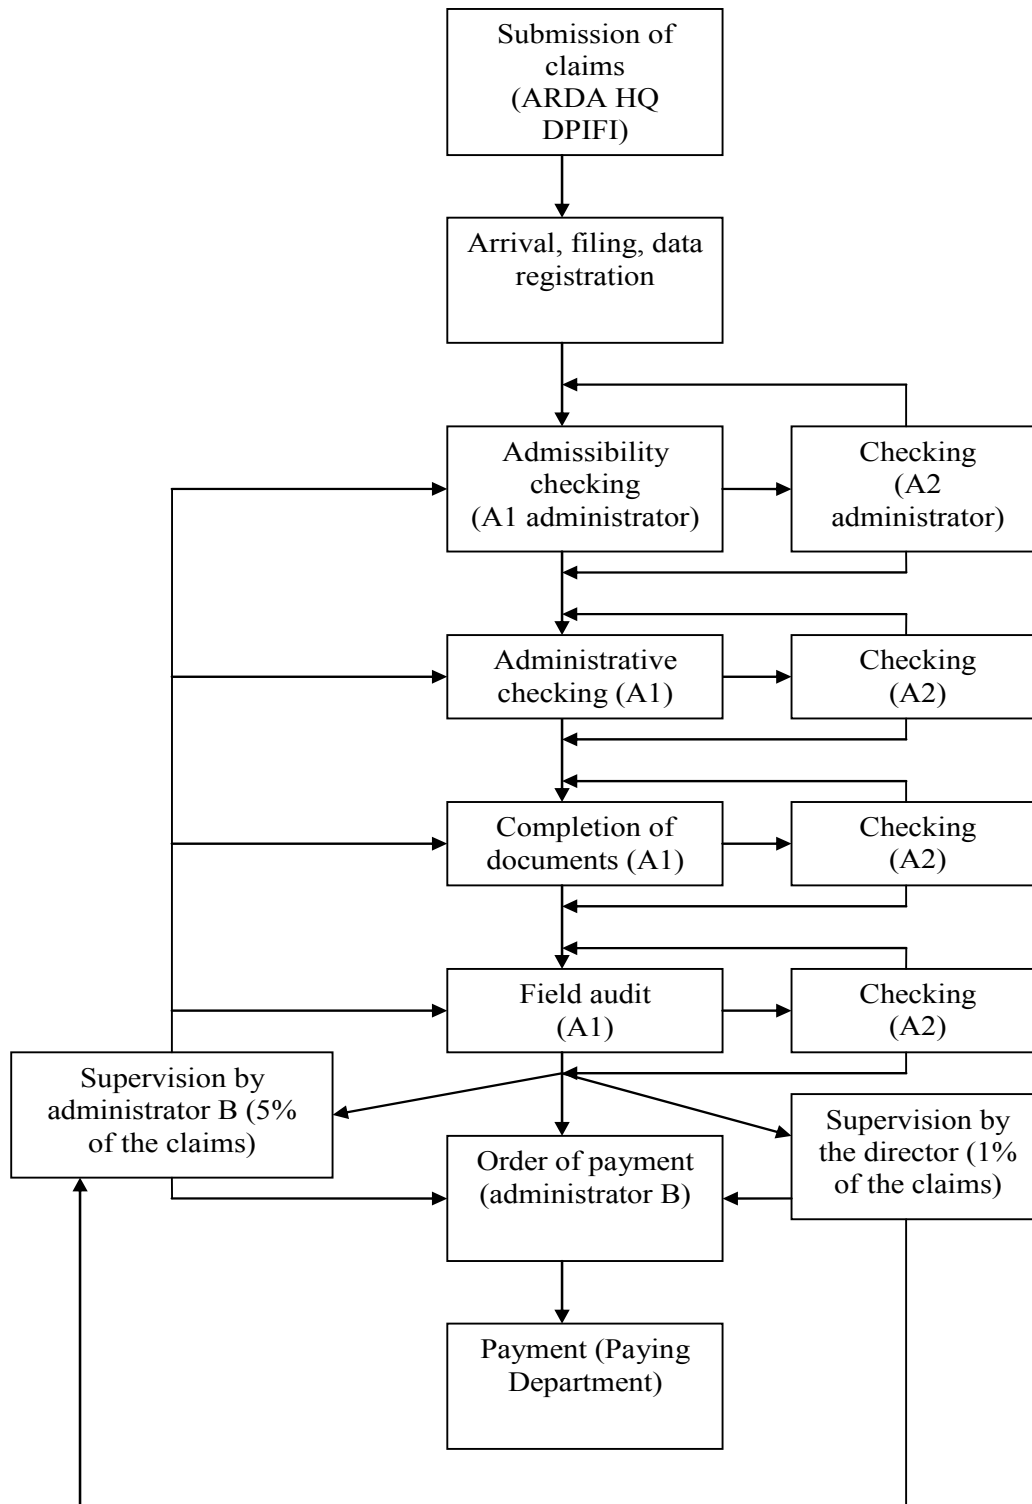 Submission of
claims
(ARDA HQ
DPIFI)
Arrival, filing, data
registration
Admissibility
checking
(A1 administrator)
Checking
(A2
administrator)
Administrative
checking (A1)
Checking
(A2)
Completion of
documents (A1)
Checking
(A2)
Field audit
(A1)
Checking
(A2)
Supervision by
administrator B (5%
of the claims)
Supervision by
the director (1%
of the claims)
Order of payment
(administrator B)
Payment (Paying
Department)